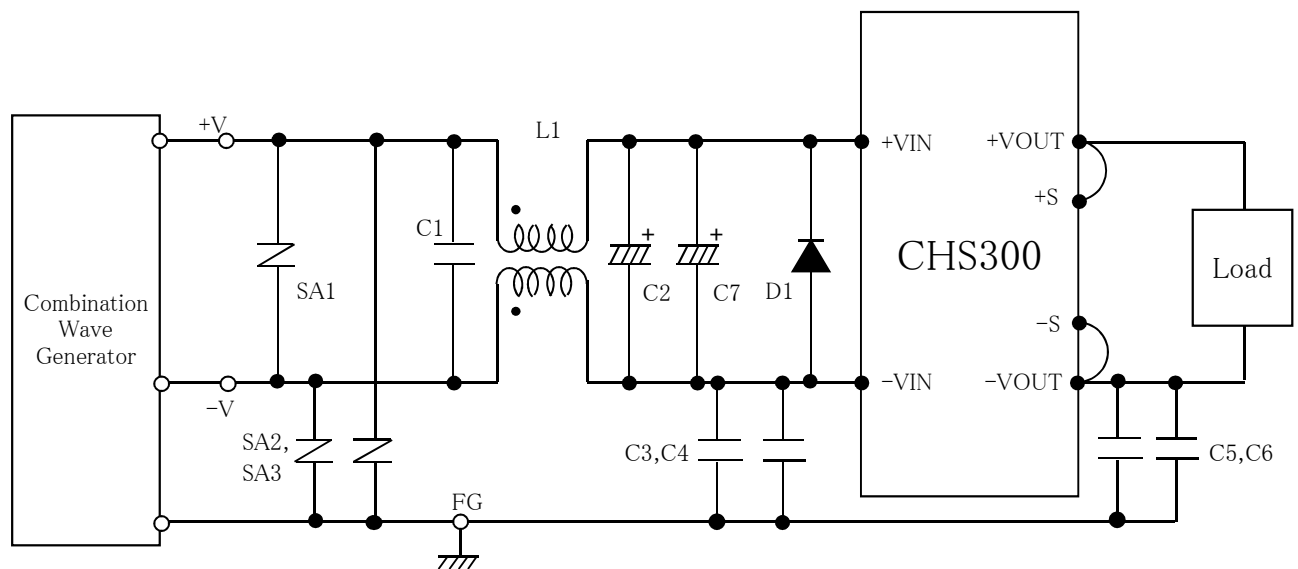 Combination
Wave
Generator
+V
−V
SA1
SA2,
SA3
FG
C1
L1
+
C2
+
C7
D1
C3,C4
+VIN
−VIN
CHS300
+VOUT
+S
−S
−VOUT
Load
C5,C6